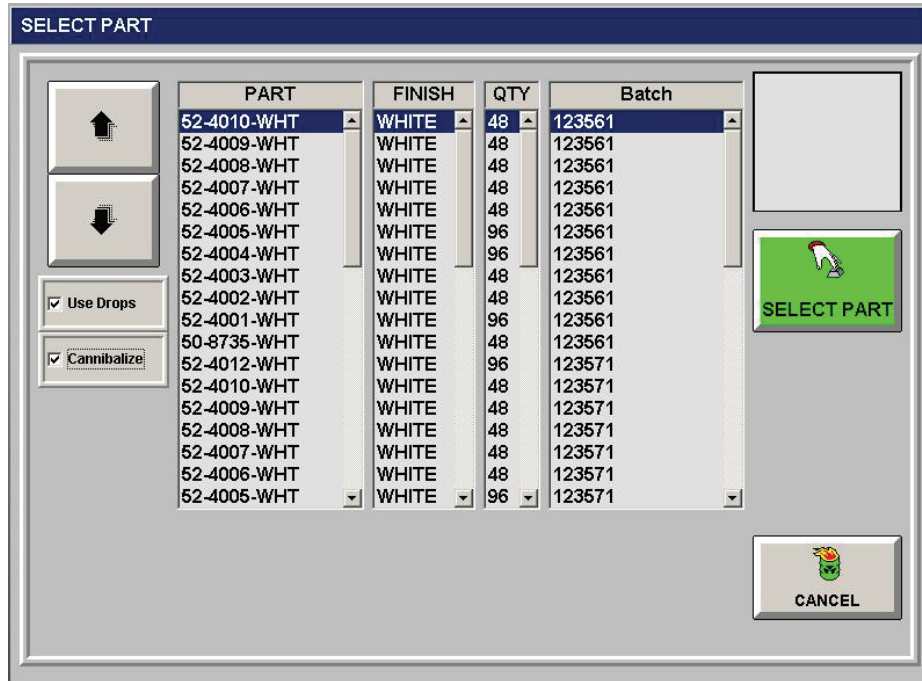 SELECT PART
PART FINISH QTY Batch
52-4010-WHT WHITE 48 123561
52-4009-WHT WHITE 48 123561
52-4008-WHT WHITE 48 123561
52-4007-WHT WHITE 48 123561
52-4006-WHT WHITE 48 123561
52-4005-WHT WHITE 96 123561
52-4004-WHT WHITE 96 123561
52-4003-WHT WHITE 48 123561
52-4002-WHT WHITE 48 123561
52-4001-WHT WHITE 96 123561
50-8735-WHT WHITE 48 123561
52-4012-WHT WHITE 96 123571
52-4010-WHT WHITE 48 123571
52-4009-WHT WHITE 48 123571
52-4008-WHT WHITE 48 123571
52-4007-WHT WHITE 48 123571
52-4006-WHT WHITE 48 123571
52-4005-WHT WHITE 96 123571
Use Drops
Cannibalize
SELECT PART
CANCEL